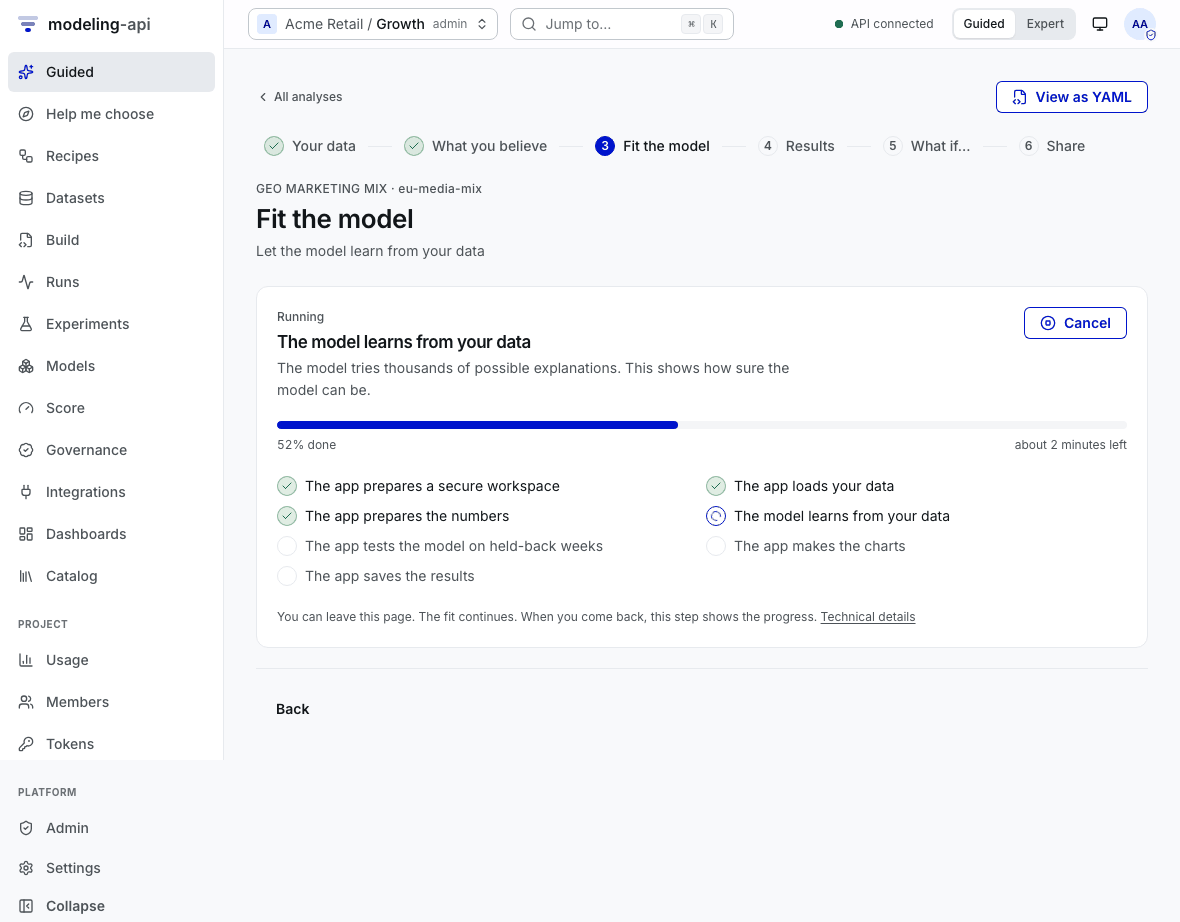 modeling-api
A Acme Retail / Growth admin
Jump to... ⌘ K
API connected
Guided Expert
AA
Guided
Help me choose
Recipes
Datasets
Build
Runs
Experiments
Models
Score
Governance
Integrations
Dashboards
Catalog
PROJECT
Usage
Members
Tokens
PLATFORM
Admin
Settings
Collapse
All analyses
View as YAML
Your data What you believe 3 Fit the model 4 Results 5 What if... 6 Share
GEO MARKETING MIX · eu-media-mix
Fit the model
Let the model learn from your data
Running
Cancel
The model learns from your data
The model tries thousands of possible explanations. This shows how sure the
model can be.
52% done about 2 minutes left
The app prepares a secure workspace The app loads your data
The app prepares the numbers The model learns from your data
The app tests the model on held-back weeks The app makes the charts
The app saves the results
You can leave this page. The fit continues. When you come back, this step shows the progress. Technical details
Back